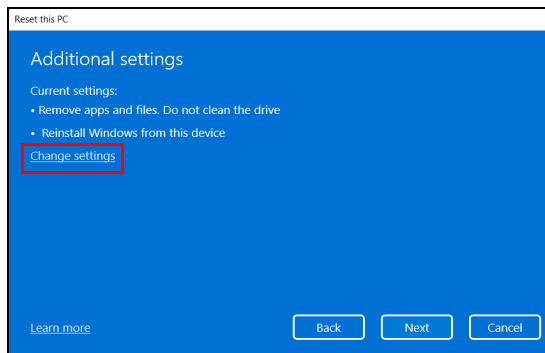 Reset this PC
Additional settings
Current settings:
• Remove apps and files. Do not clean the drive
• Reinstall Windows from this device
Change settings
Learn more
Back
Next
Cancel